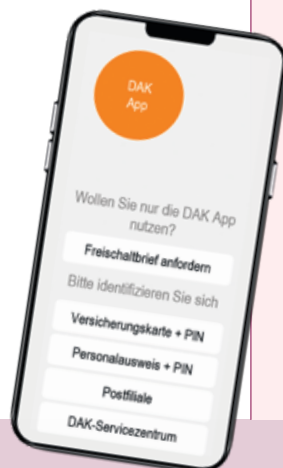 DAK
App
Wollen Sie nur die DAK App
nutzen?
Freischaltbrief anfordern
Bitte identifizieren Sie sich
Versicherungskarte + PIN
Personalausweis + PIN
Postfiliale
DAK-Servicezentrum